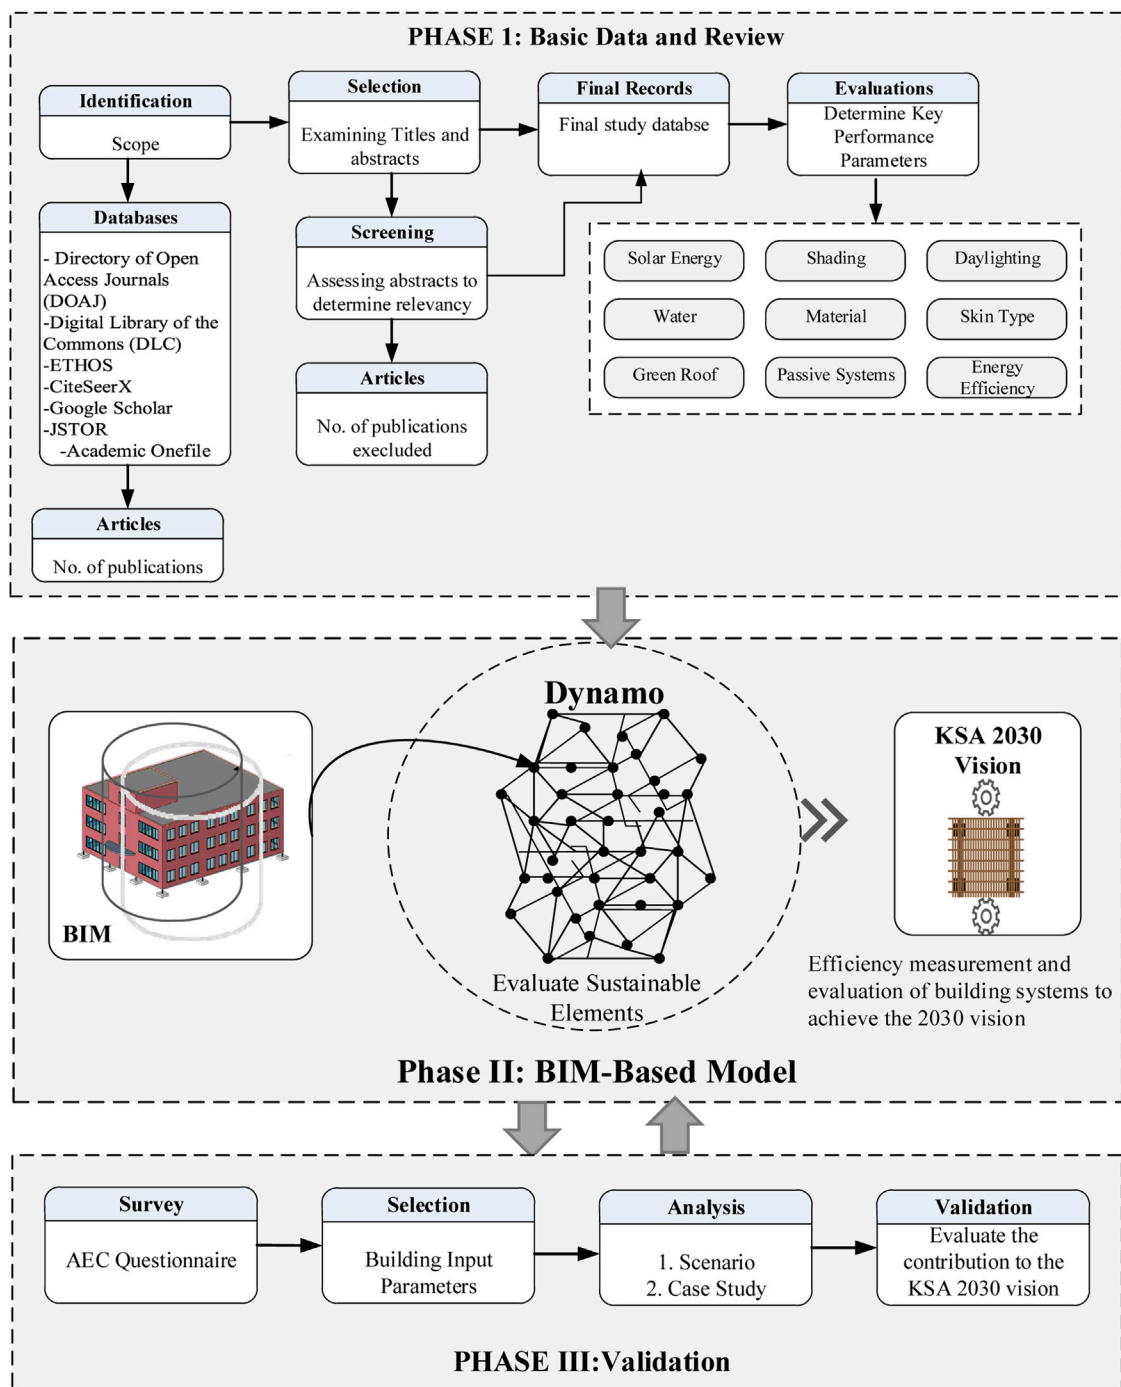 PHASE 1: Basic Data and Review
Identification
Scope
Databases
- Directory of Open
Access Journals
(DOAJ)
-Digital Library of the
Commons (DLC)
-ETHOS
-CiteSeerX
-Google Scholar
-JSTOR
-Academic Onefile
Articles
No. of publications
Selection
Examining Titles and
abstracts
Screening
Assessing abstracts to
determine relevancy
Articles
No. of publications
execluded
Final Records
Final study databse
Evaluations
Determine Key
Performance
Parameters
Solar Energy
Shading
Daylighting
Water
Material
Skin Type
Green Roof
Passive Systems
Energy
Efficiency
BIM
Dynamo
Evaluate Sustainable
Elements
KSA 2030
Vision
Efficiency measurement and
evaluation of building systems to
achieve the 2030 vision
Phase II: BIM-Based Model
Survey
AEC Questionnaire
Selection
Building Input
Parameters
Analysis
1. Scenario
2. Case Study
Validation
Evaluate the
contribution to the
KSA 2030 vision
PHASE III:Validation